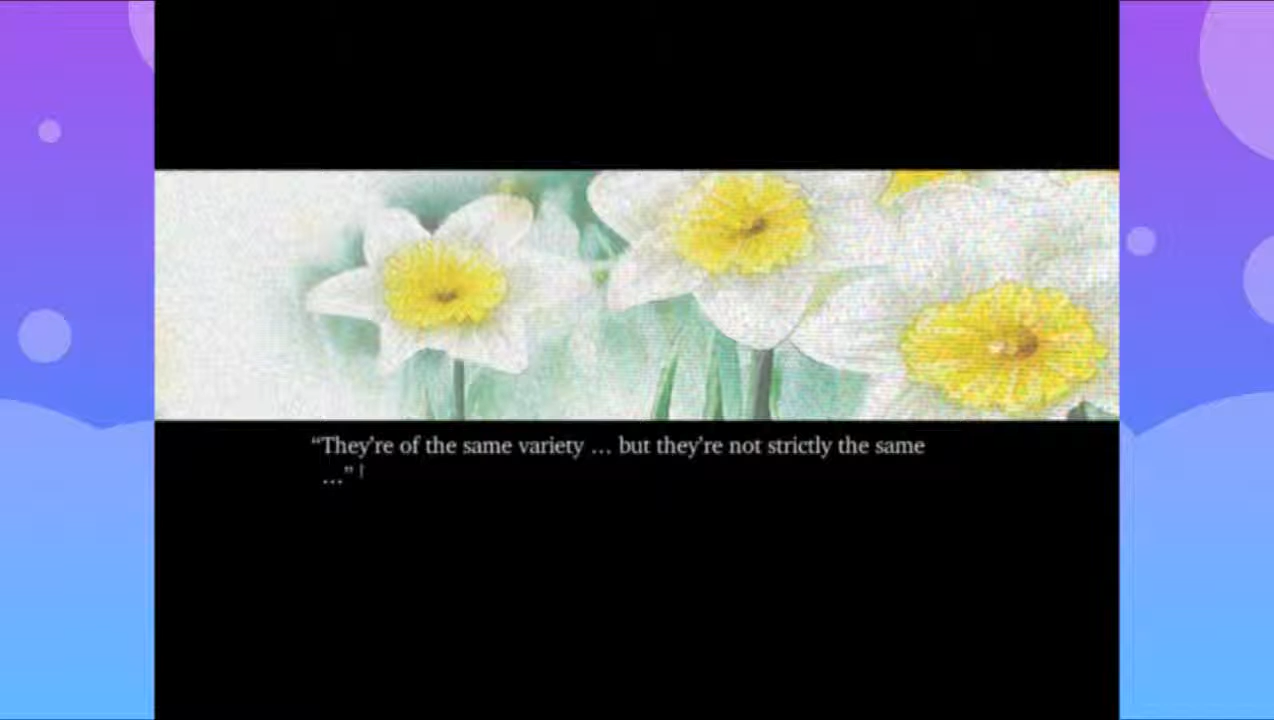 “They’re of the same variety … but they’re not strictly the same
…”